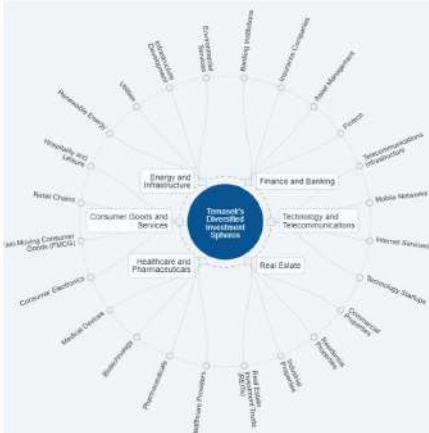 Banking Institutions
Insurance Companies
Asset Management
Fintech
Telecommunications
Infrastructure
Mobile Networks
Internet Services
Technology Startups
Commercial
Properties
Residential
Properties
Industrial
Properties
Real Estate
Investment Trusts
(REITs)
Healthcare Providers
Pharmaceuticals
Biotechnology
Medical Devices
Consumer Electronics
Moving Consumer
Goods (FMCG)
Retail Chains
Hospitality and
Leisure
Renewable Energy
Utilities
Infrastructure
Development
Environmental
Services
Energy and
Infrastructure
Finance and Banking
Consumer Goods and
Services
Temasek's
Diversified
Investment
Spheres
Technology and
Telecommunications
Healthcare and
Pharmaceuticals
Real Estate